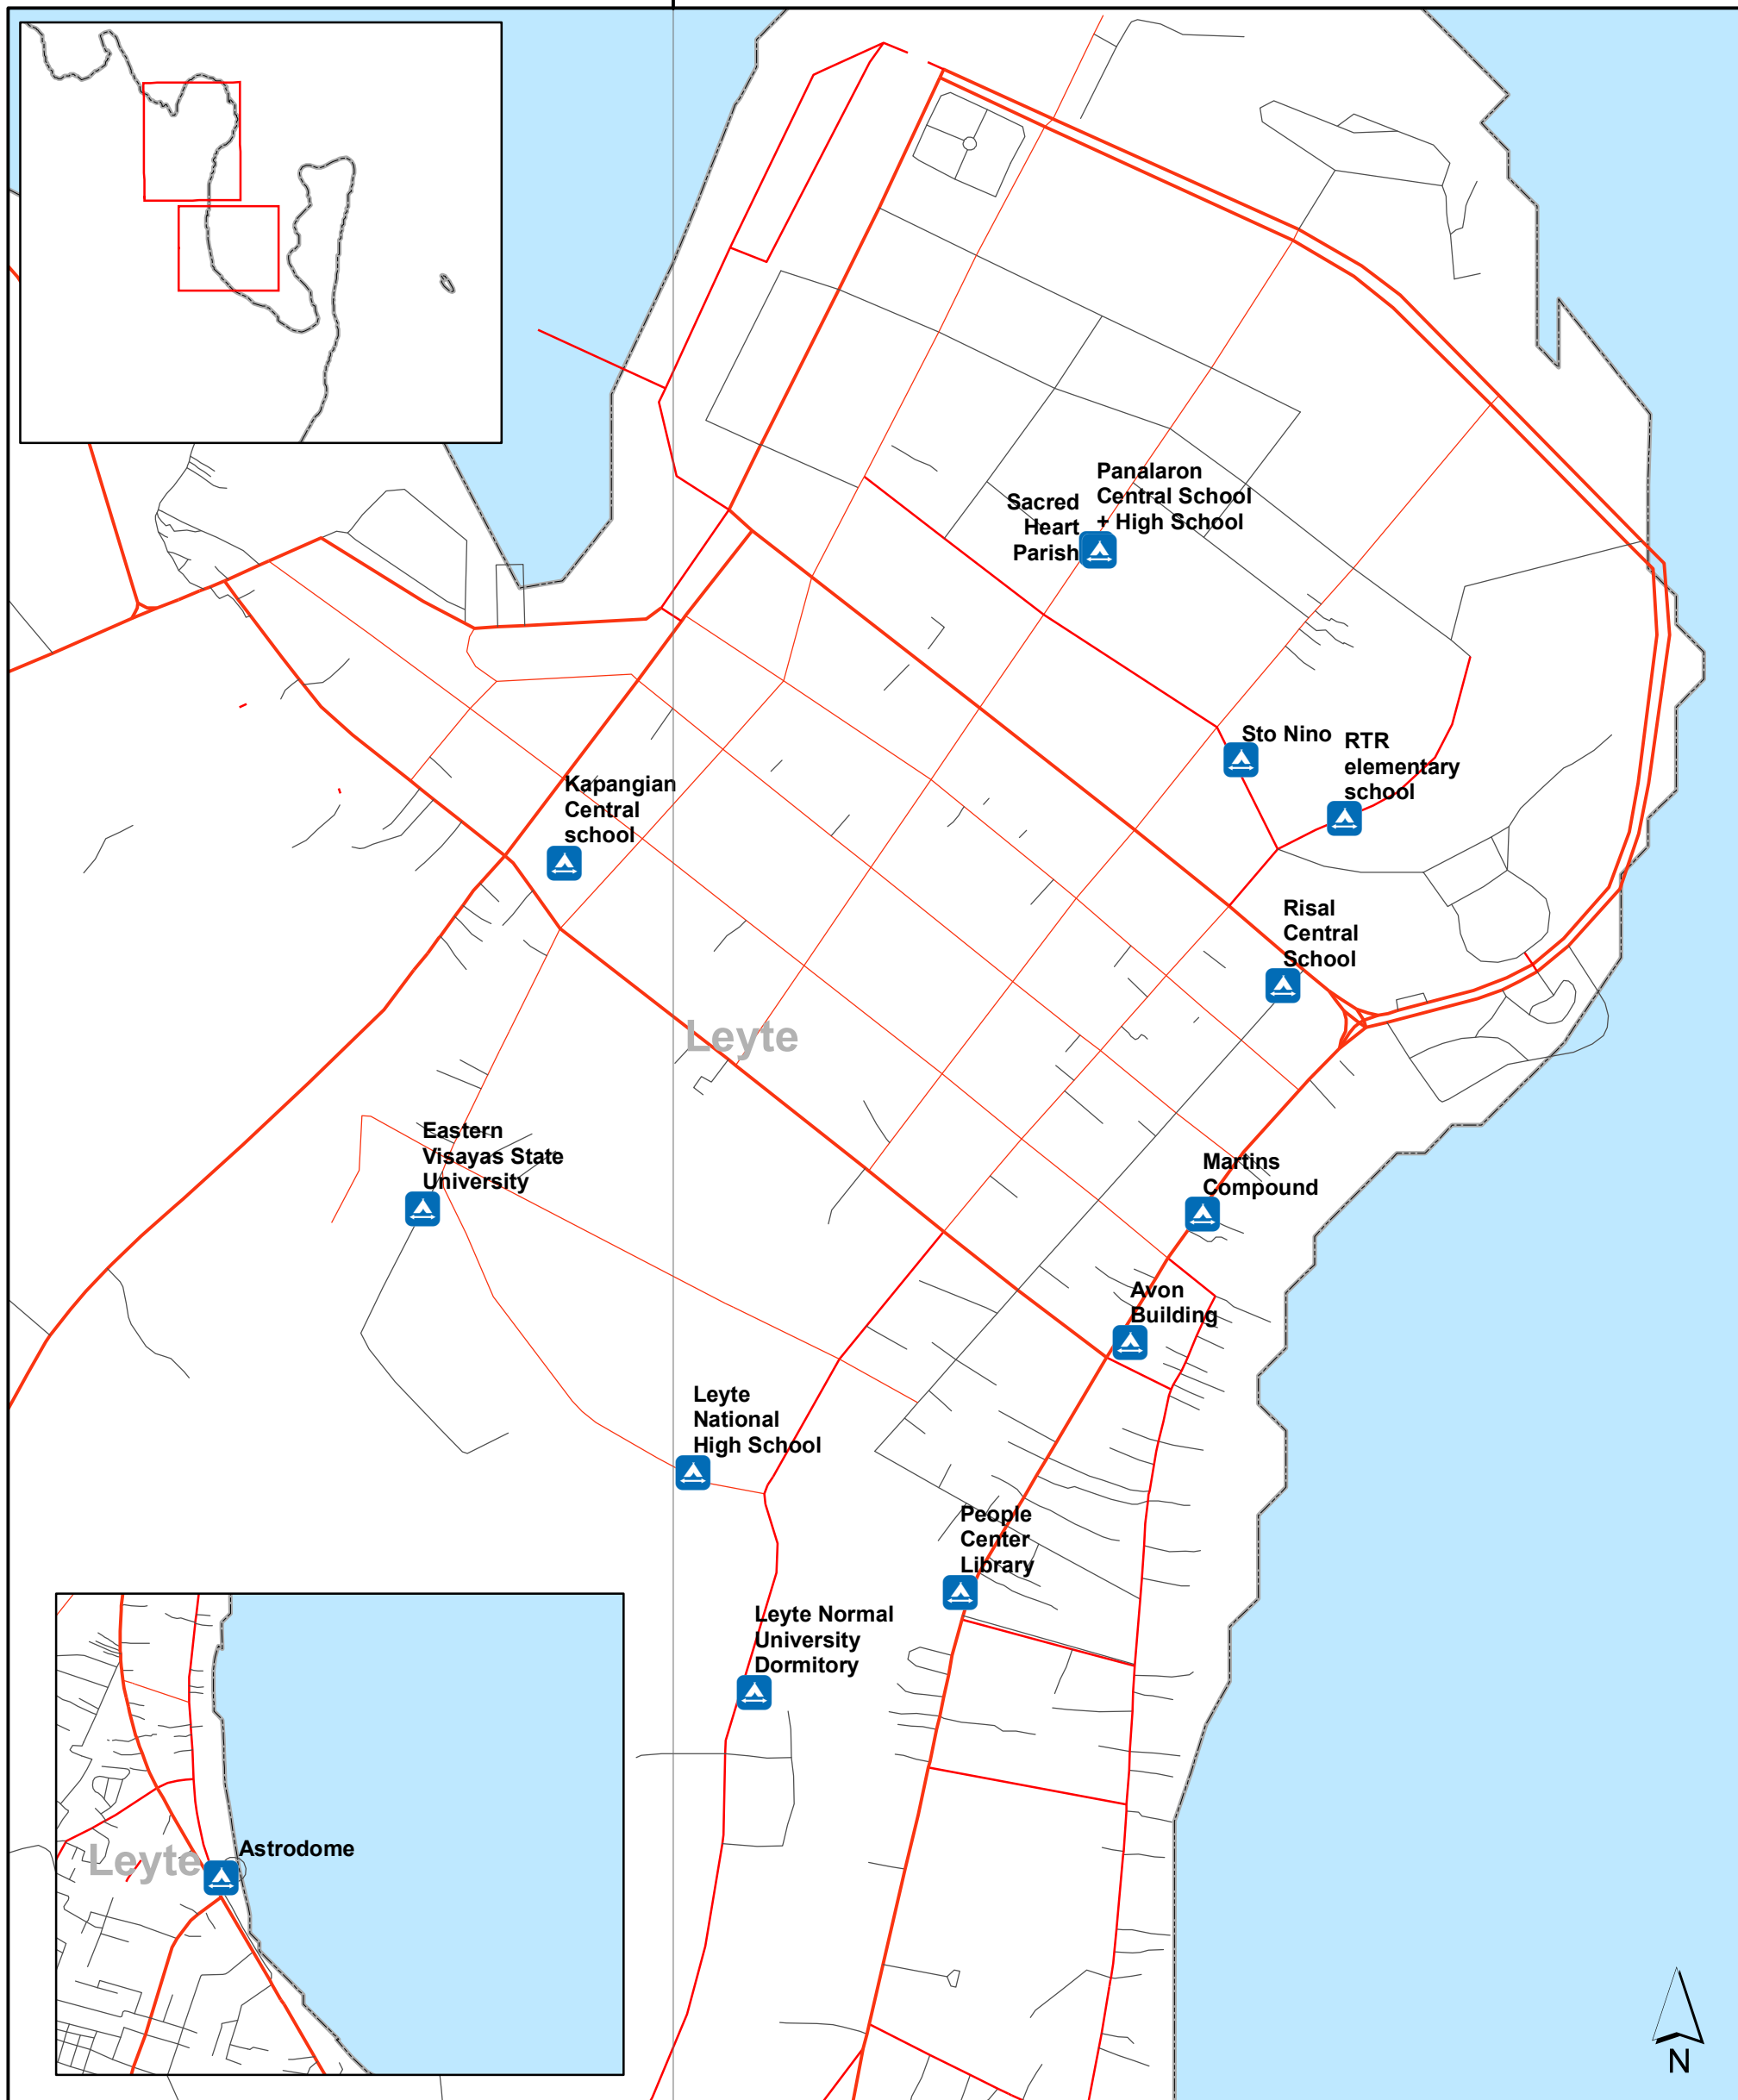 Panalaron
Central School
+ High School
Sacred
Heart
Parish
Sto Nino
RTR
elementary
school
Kapangian
Central
school
Risal
Central
School
Leyte
Eastern
Visayas State
University
Martins
Compound
Avon
Building
Leyte
National
High School
People
Center
Library
Leyte Normal
University
Dormitory
Astrodome
Leyte
N